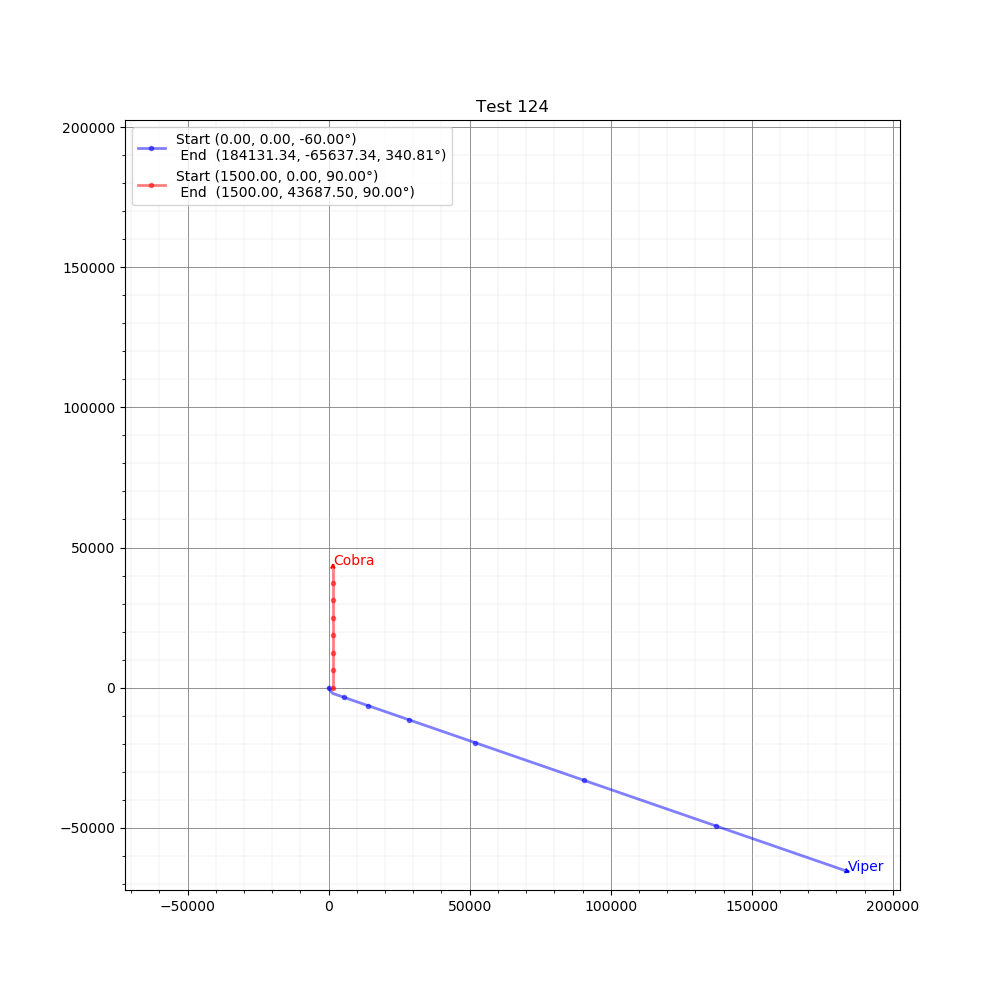 Test 124
Start (0.00, 0.00, -60.00°)
End (184131.34, -65637.34, 340.81°)
Start (1500.00, 0.00, 90.00°)
End (1500.00, 43687.50, 90.00°)
200000
150000
100000
50000
0
−50000
Cobra
Viper
−50000 0 50000 100000 150000 200000